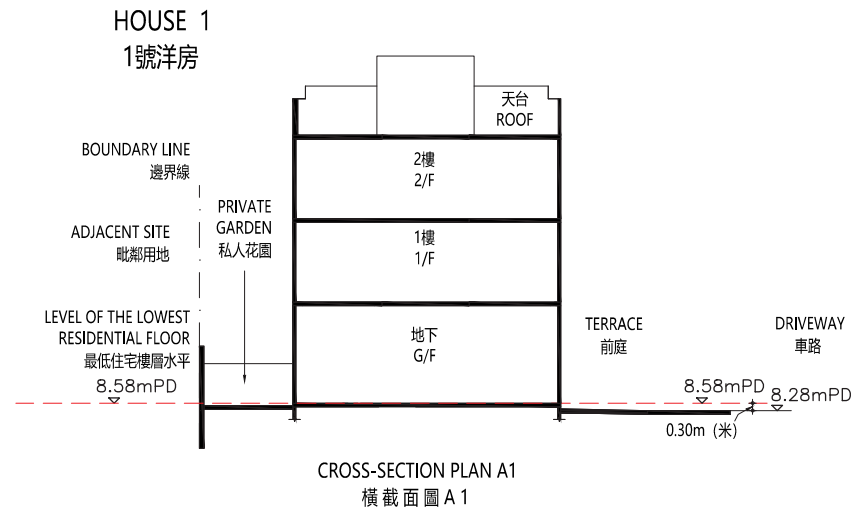 HOUSE 1
1號洋房
天台
ROOF
BOUNDARY LINE
邊界線
2樓
2/F
PRIVATE
GARDEN
私人花園
ADJACENT SITE
毗鄰用地
1樓
1/F
LEVEL OF THE LOWEST
RESIDENTIAL FLOOR
最低住宅樓層水平
地下
G/F
TERRACE
前庭
DRIVEWAY
車路
8.58mPD
8.58mPD
8.28mPD
0.30m (米)
CROSS-SECTION PLAN A1
橫截面圖A1